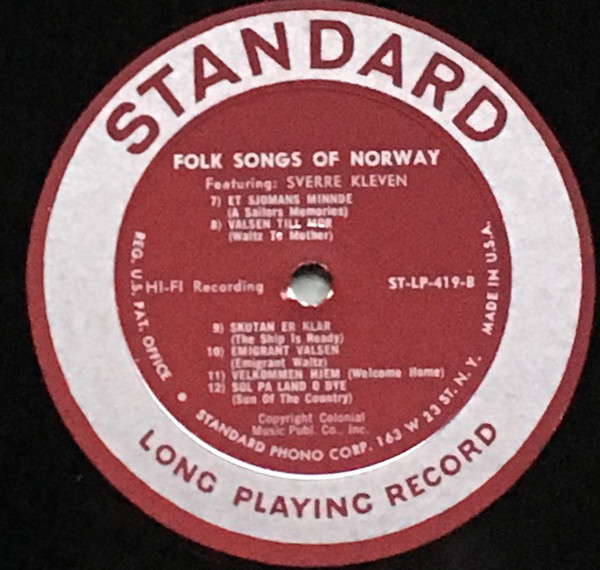 STANDARD
FOLK SONGS OF NORWAY
Featuring: SVERRE KLEVEN
7) ET SJOMANS MINNDE
(A Sailors Memories)
8) VALSEN TILL MOR
(Waltz To Mother)
HI-FI Recording
ST-LP-419-B
9) SKUTAN ER KLAR
(The Ship Is Ready)
10) EMIGRANT VALSEN
(Emigrant Waltz)
11) VELKOMMEN HJEM (Welcome Home)
12) SOL PA LAND O BYE
(Sun Of The Country)
Copyright Colonial
Music Publ. Co., Inc.
REG. U.S. PAT. OFFICE • STANDARD PHONO CORP. 163 W 23 ST. N. Y. MADE IN U.S.A.
LONG PLAYING RECORD